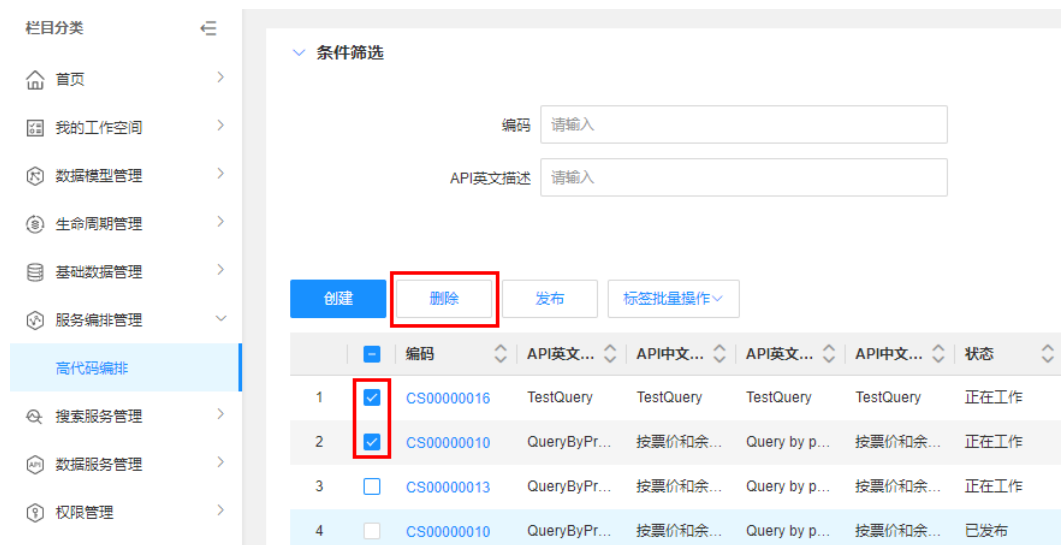 栏目分类
首页
我的工作空间
数据模型管理
生命周期管理
基础数据管理
服务编排管理
高代码编排
搜索服务管理
数据服务管理
权限管理
条件筛选
编码 请输入
API英文描述 请输入
创建 删除 发布 标签批量操作
编码 API英文... API中文... API英文... API中文... 状态
1 CS00000016 TestQuery TestQuery TestQuery TestQuery 正在工作
2 CS00000010 QueryByPr... 按票价和余... Query by p... 按票价和余... 正在工作
3 CS00000013 QueryByPr... 按票价和余... Query by p... 按票价和余... 正在工作
4 CS00000010 QueryByPr... 按票价和余... Query by p... 按票价和余... 已发布